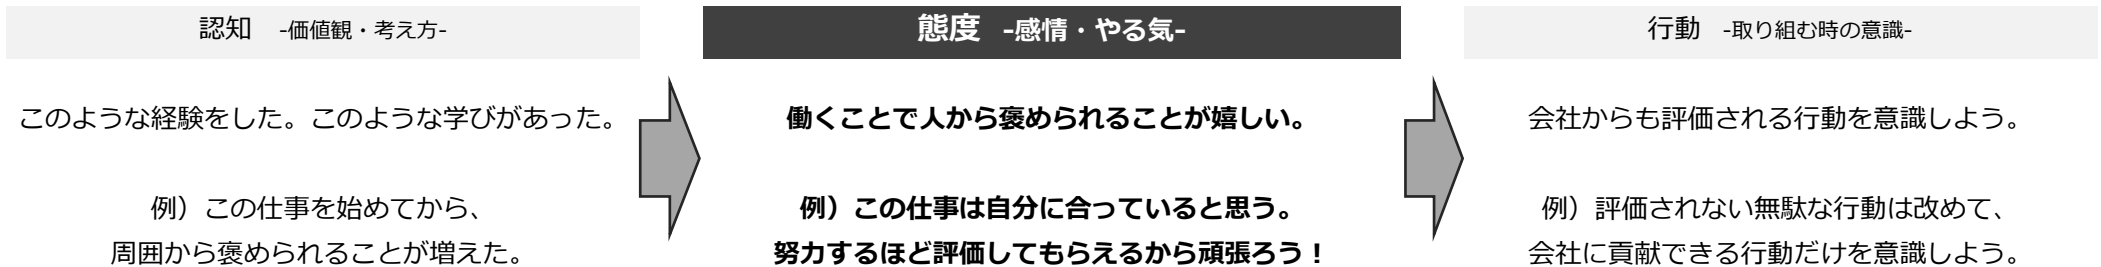 認知　-価値観・考え方-
このような経験をした。このような学びがあった。
例）この仕事を始めてから、
周囲から褒められることが増えた。
態度　-感情・やる気-
働くことで人から褒められることが嬉しい。
例）この仕事は自分に合っていると思う。
努力するほど評価してもらえるから頑張ろう！
行動　-取り組む時の意識-
会社からも評価される行動を意識しよう。
例）評価されない無駄な行動は改めて、
会社に貢献できる行動だけを意識しよう。